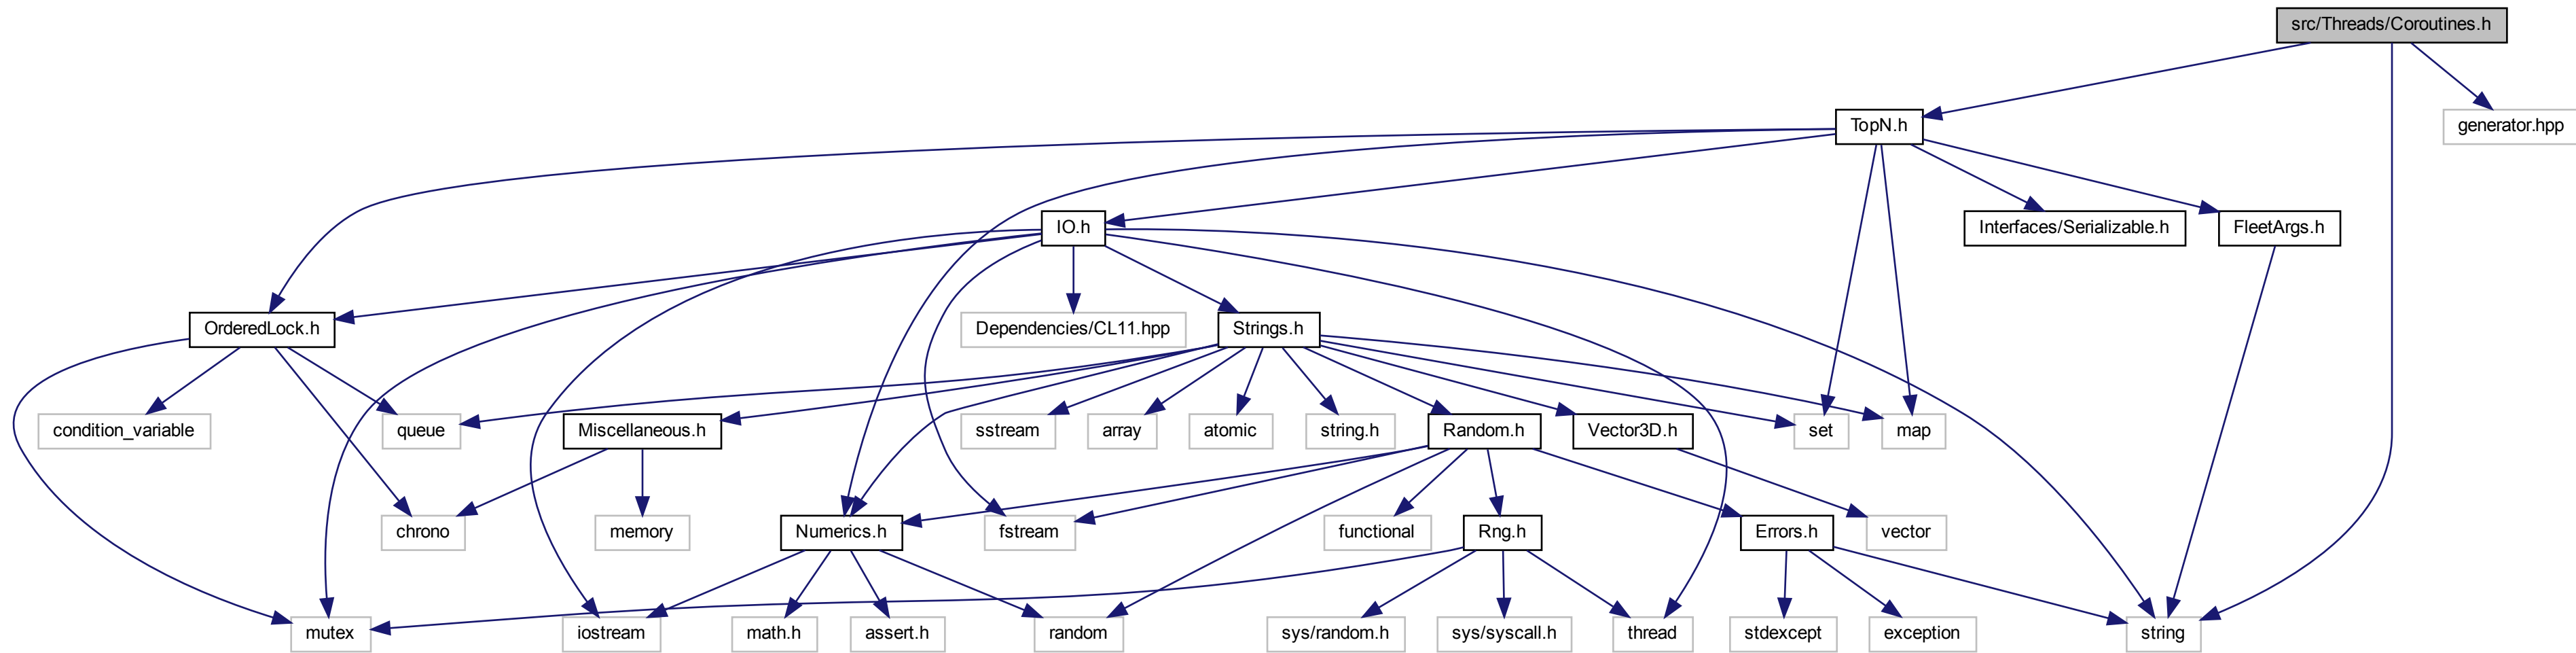 src/Threads/Coroutines.h
TopN.h
generator.hpp
IO.h
Interfaces/Serializable.h
FleetArgs.h
OrderedLock.h
Dependencies/CL11.hpp
Strings.h
condition_variable
queue
Miscellaneous.h
sstream
array
atomic
string.h
Random.h
Vector3D.h
set
map
chrono
memory
Numerics.h
fstream
functional
Rng.h
Errors.h
vector
mutex
iostream
math.h
assert.h
random
sys/random.h
sys/syscall.h
thread
stdexcept
exception
string